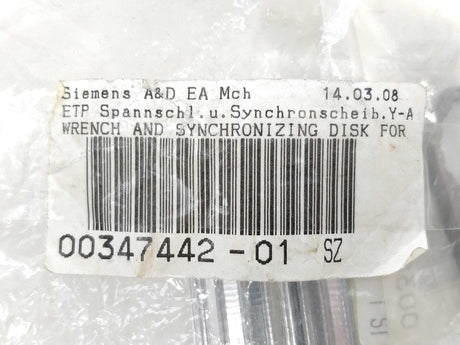 Siemens A&D EA Mch 14.03.08
ETP Spannschl.u.Synchronscheib.Y-A
WRENCH AND SYNCHRONIZING DISK FOR
00347442-01 SZ